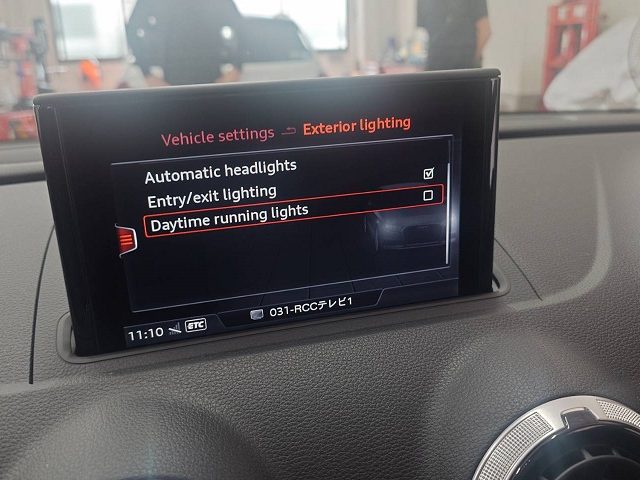 Vehicle settings Exterior lighting
Automatic headlights
Entry/exit lighting
Daytime running lights
11:10 ETC 031-RCCテレビ1